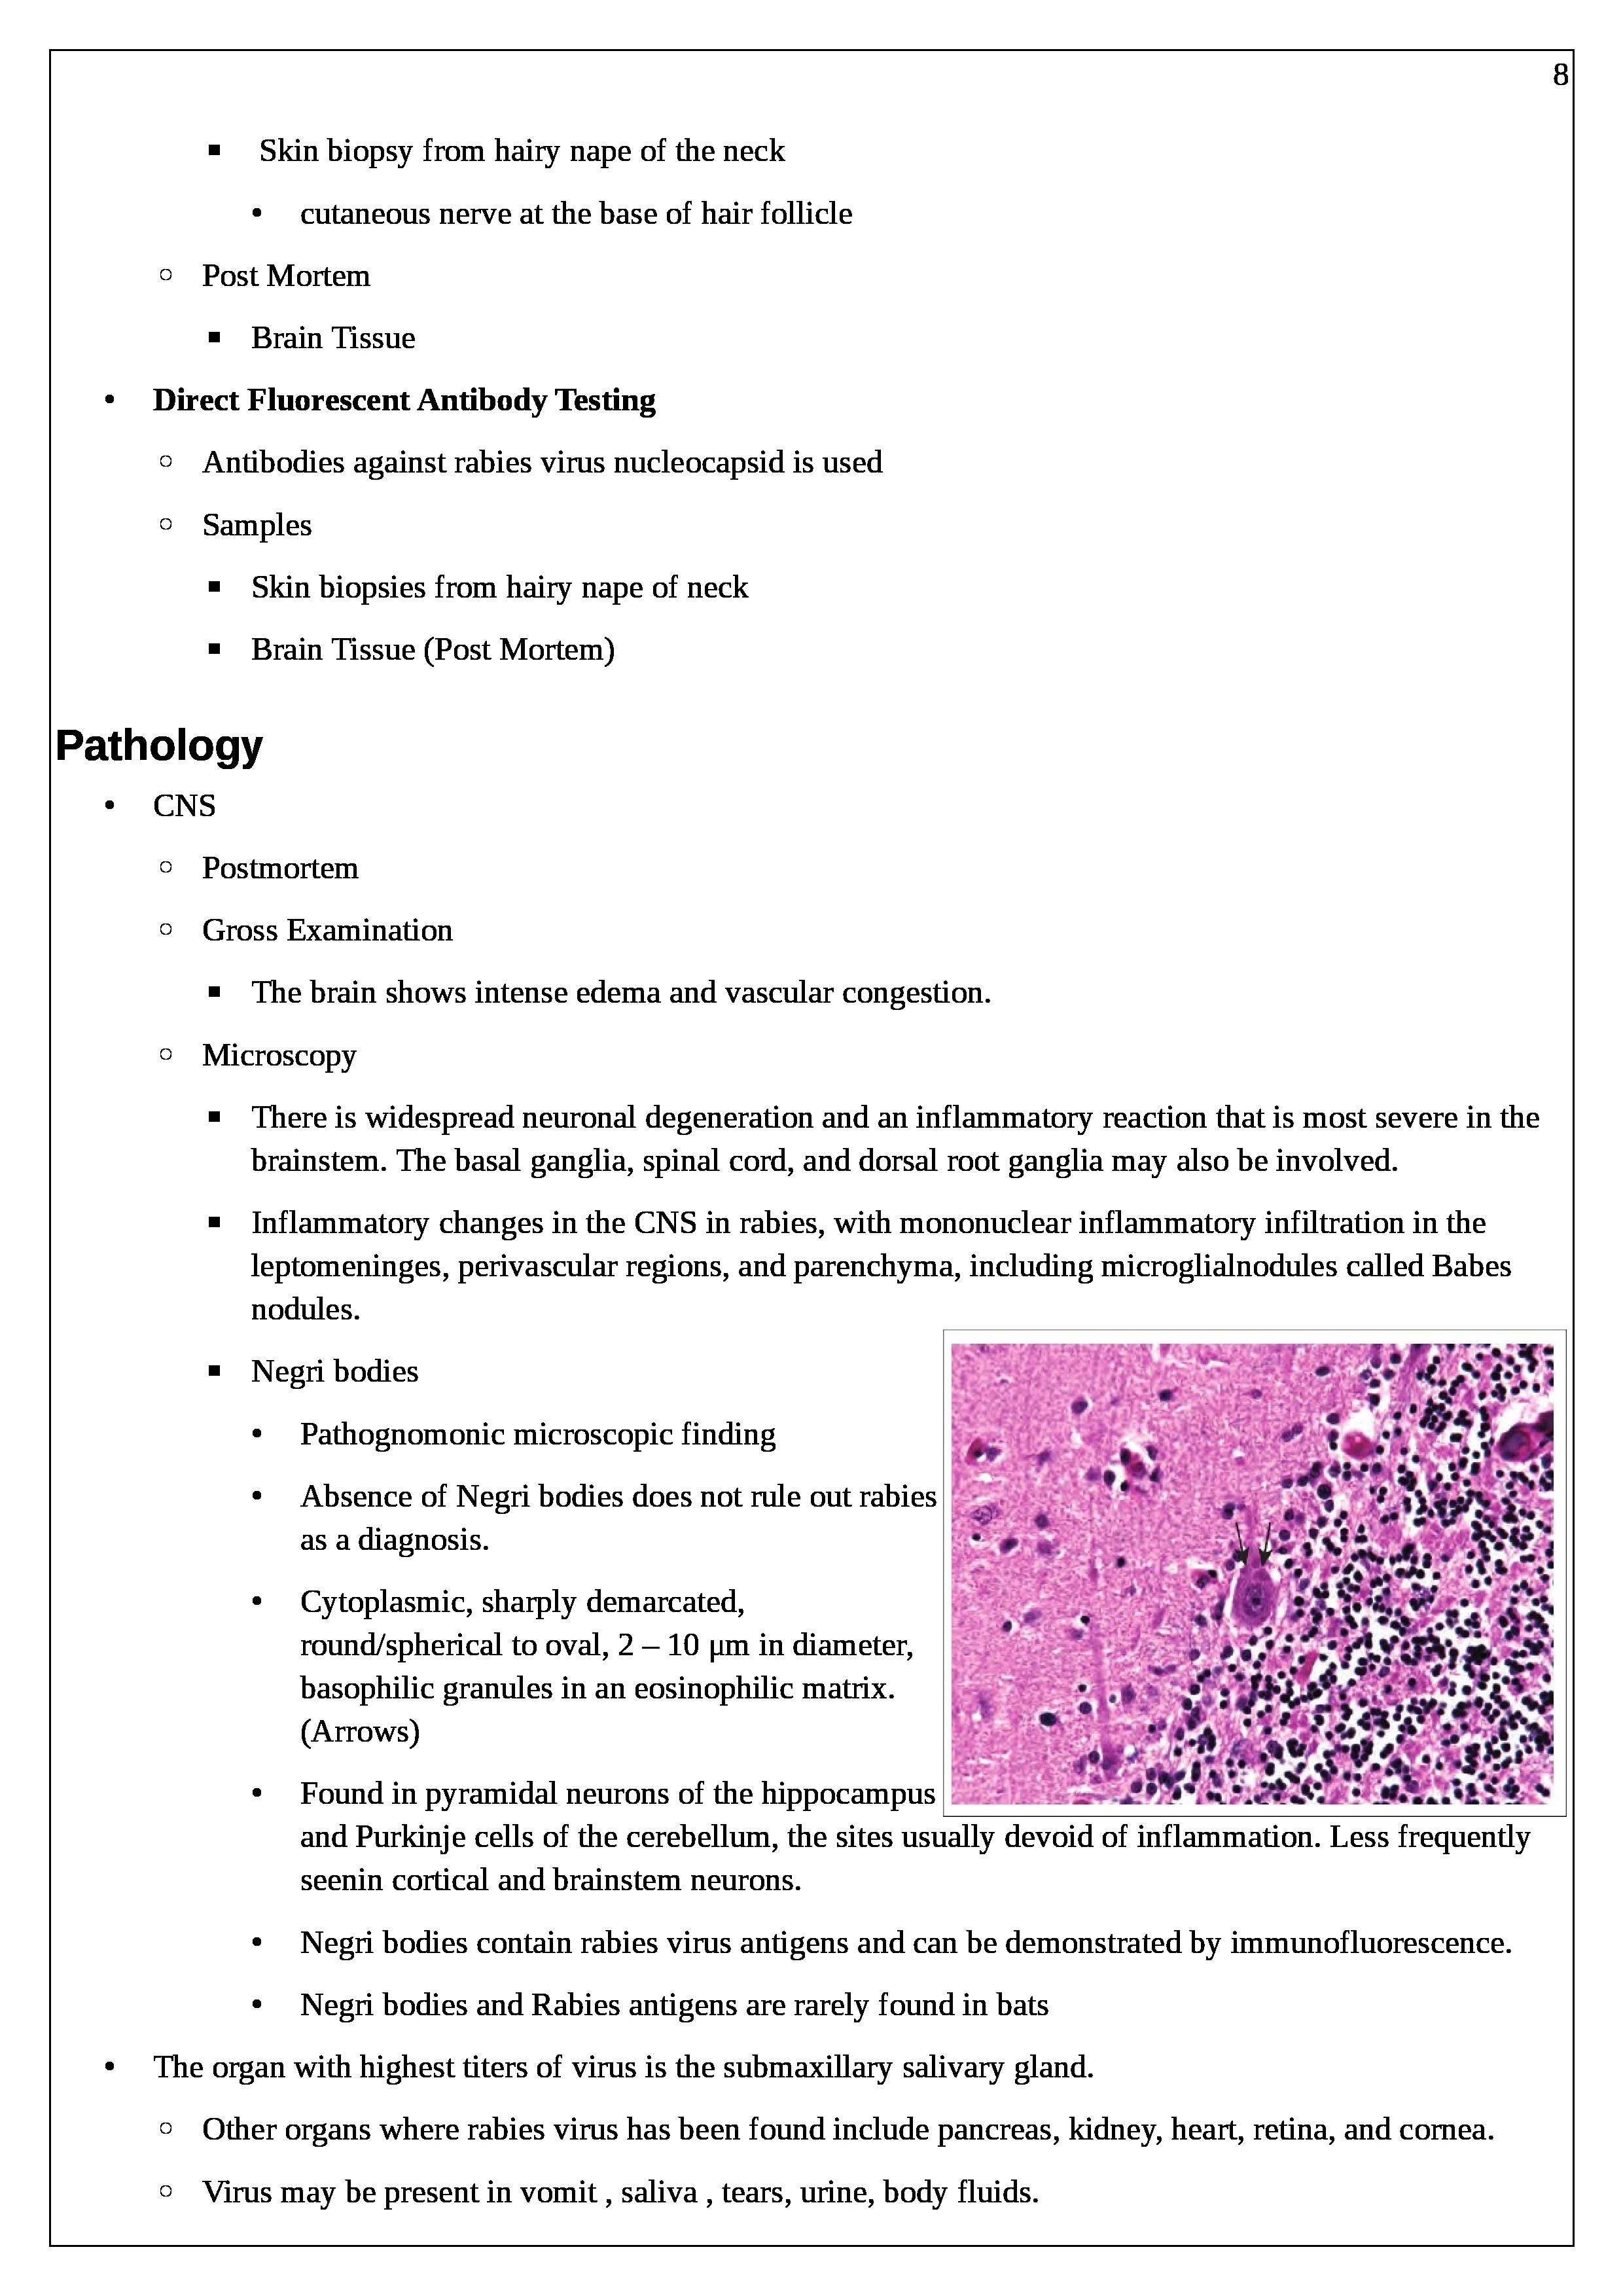 8
▪ Skin biopsy from hairy nape of the neck
• cutaneous nerve at the base of hair follicle
◦ Post Mortem
▪ Brain Tissue
• Direct Fluorescent Antibody Testing
◦ Antibodies against rabies virus nucleocapsid is used
◦ Samples
▪ Skin biopsies from hairy nape of neck
▪ Brain Tissue (Post Mortem)
Pathology
• CNS
◦ Postmortem
◦ Gross Examination
▪ The brain shows intense edema and vascular congestion.
◦ Microscopy
▪ There is widespread neuronal degeneration and an inflammatory reaction that is most severe in the
brainstem. The basal ganglia, spinal cord, and dorsal root ganglia may also be involved.
▪ Inflammatory changes in the CNS in rabies, with mononuclear inflammatory infiltration in the
leptomeninges, perivascular regions, and parenchyma, including microglialnodules called Babes
nodules.
▪ Negri bodies
• Pathognomonic microscopic finding
• Absence of Negri bodies does not rule out rabies
as a diagnosis.
• Cytoplasmic, sharply demarcated,
round/spherical to oval, 2 – 10 μm in diameter,
basophilic granules in an eosinophilic matrix.
(Arrows)
• Found in pyramidal neurons of the hippocampus
and Purkinje cells of the cerebellum, the sites usually devoid of inflammation. Less frequently
seenin cortical and brainstem neurons.
• Negri bodies contain rabies virus antigens and can be demonstrated by immunofluorescence.
• Negri bodies and Rabies antigens are rarely found in bats
• The organ with highest titers of virus is the submaxillary salivary gland.
◦ Other organs where rabies virus has been found include pancreas, kidney, heart, retina, and cornea.
◦ Virus may be present in vomit , saliva , tears, urine, body fluids.